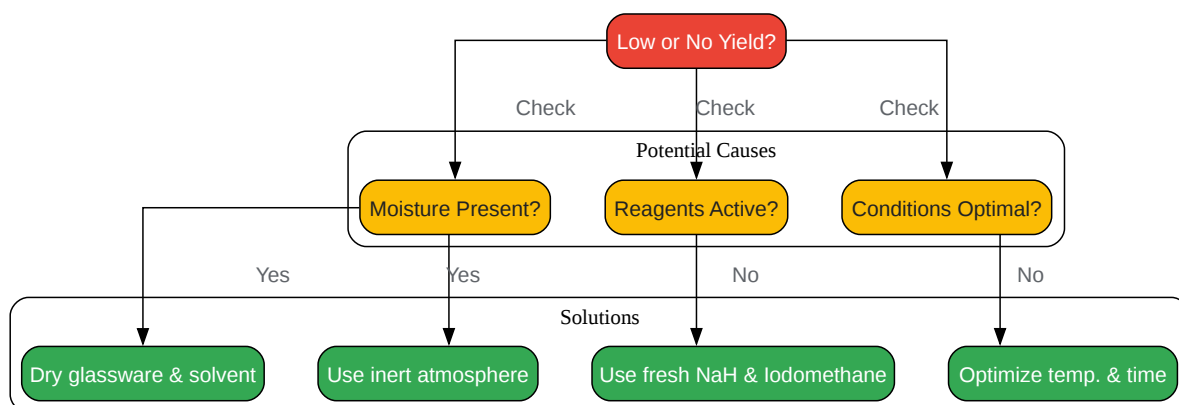 Low or No Yield?
Check
Check
Check
Potential Causes
Moisture Present?
Reagents Active?
Conditions Optimal?
Yes
Yes
No
No
Solutions
Dry glassware & solvent
Use inert atmosphere
Use fresh NaH & Iodomethane
Optimize temp. & time